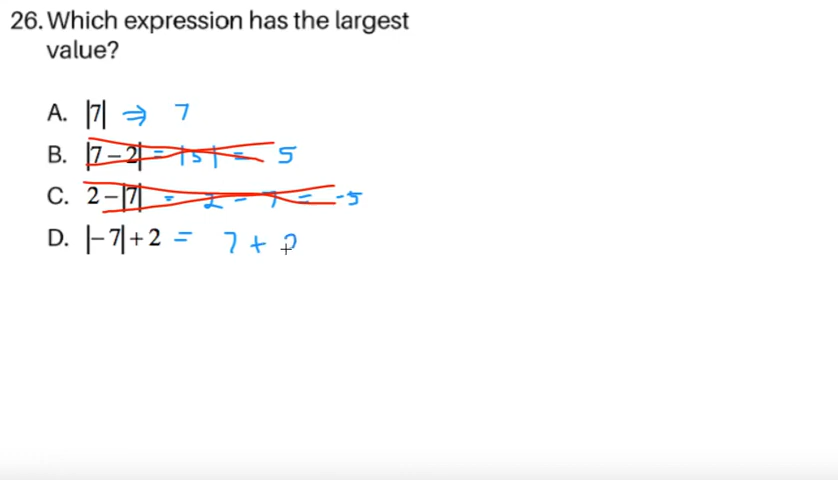 26. Which expression has the largest
value?
A. |7| ⇒ 7
B. |7 – 2| = |5| = 5
C. 2 – |7| = 2 - 7 = -5
D. |– 7| + 2 = 7 + 2